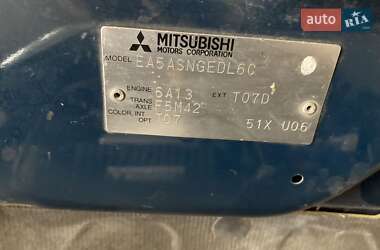 auto RIA.com
MITSUBISHI
MOTORS CORPORATION
MODEL EA5ASNGEDL6C
ENGINE 6A13 EXT T07D
TRANS AXLE F5M42
COLOR, INT OPT T07 51X U06